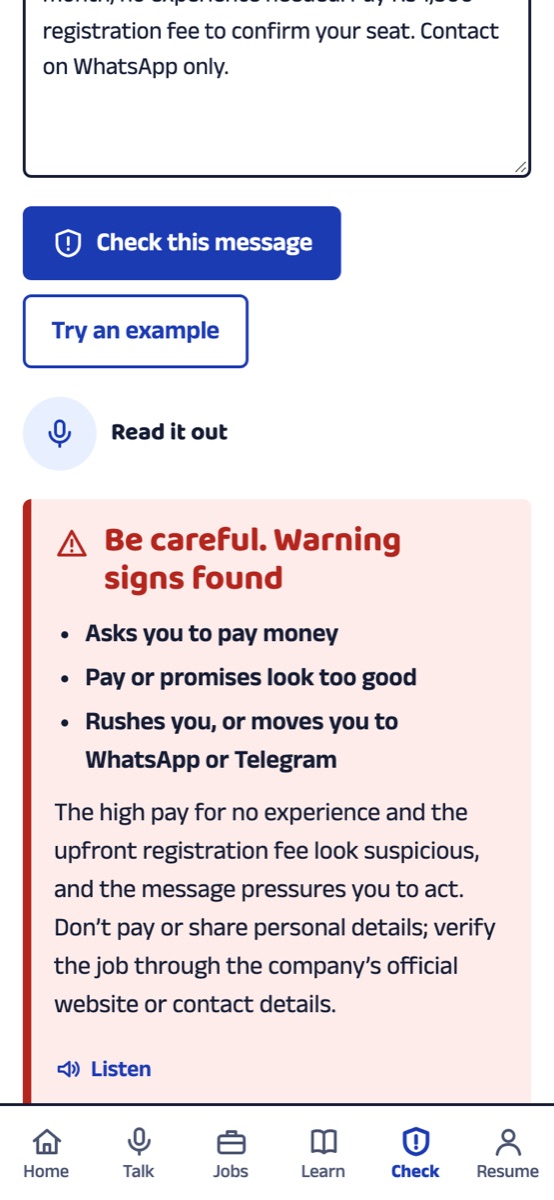 registration fee to confirm your seat. Contact
on WhatsApp only.
Check this message
Try an example
Read it out
Be careful. Warning
signs found
• Asks you to pay money
• Pay or promises look too good
• Rushes you, or moves you to
WhatsApp or Telegram
The high pay for no experience and the
upfront registration fee look suspicious,
and the message pressures you to act.
Don’t pay or share personal details; verify
the job through the company’s official
website or contact details.
Listen
Home Talk Jobs Learn Check Resume